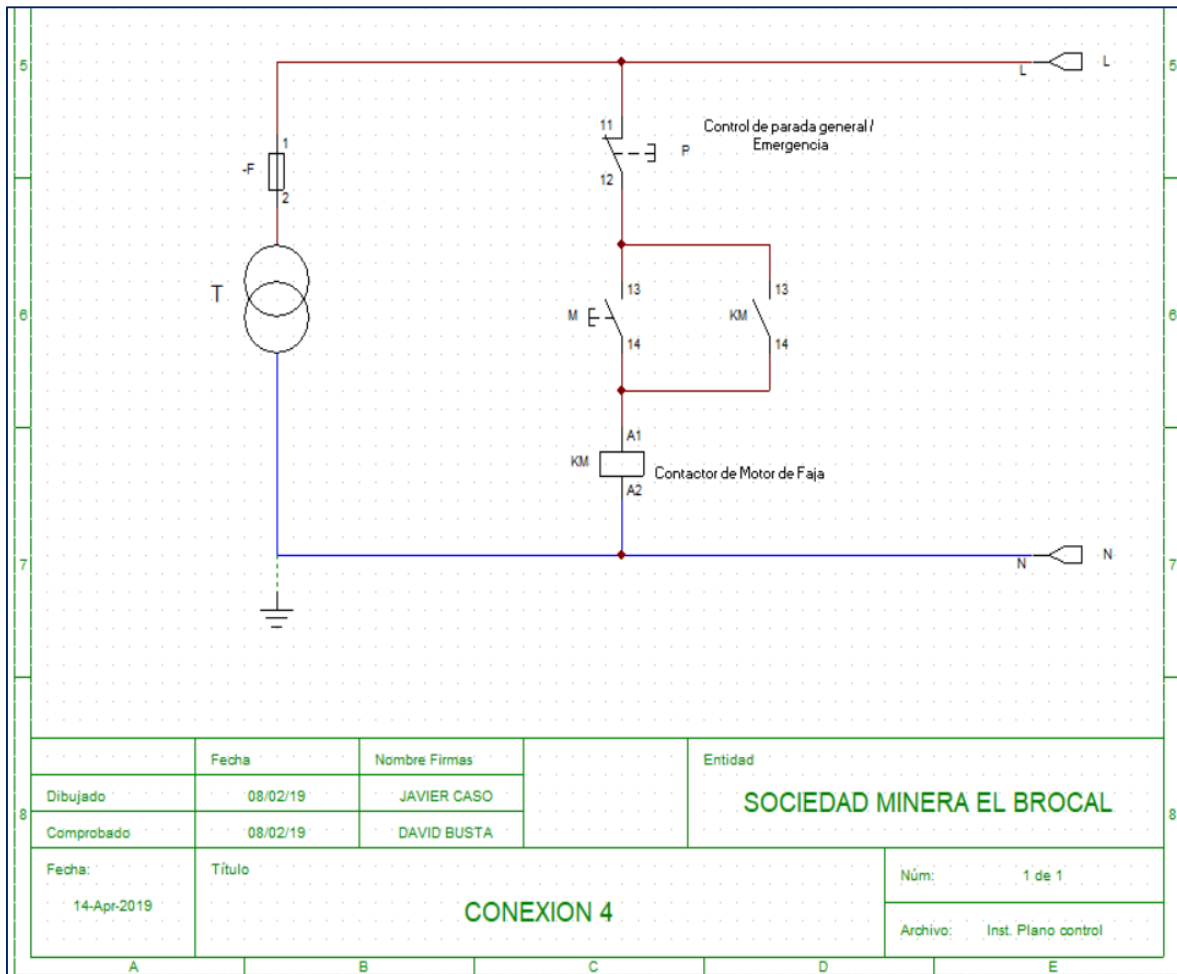 5
L
L
5
11
Control de parada general /
Emergencia
P
12
1
-F
2
T
13
13
6
M
KM
6
14
14
A1
KM
Contactor de Motor de Faja
A2
7
N
N
7
Fecha
Nombre Firmas
Entidad
Dibujado
08/02/19
JAVIER CASO
SOCIEDAD MINERA EL BROCAL
8
8
Comprobado
08/02/19
DAVID BUSTA
Fecha:
Título
Núm:
1 de 1
14-Apr-2019
CONEXION 4
Archivo:
Inst. Plano control
A
B
C
D
E